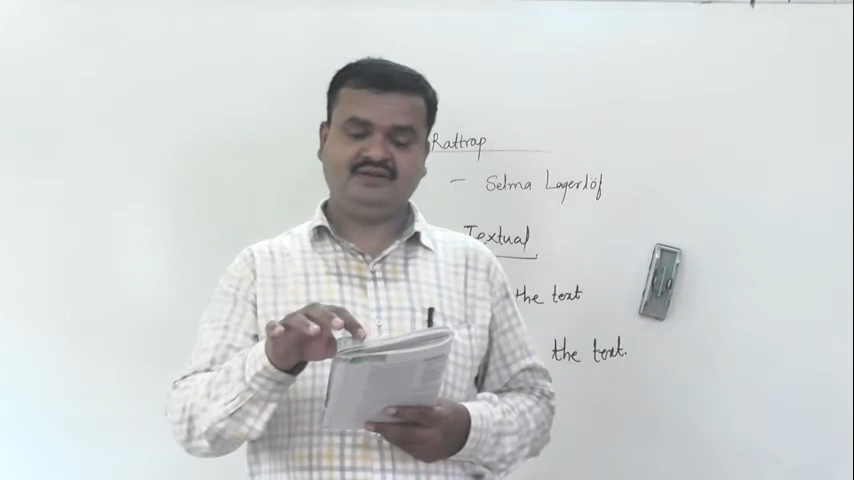 Rattrap
– Selma Lagerlöf
Textual
the text
the text.